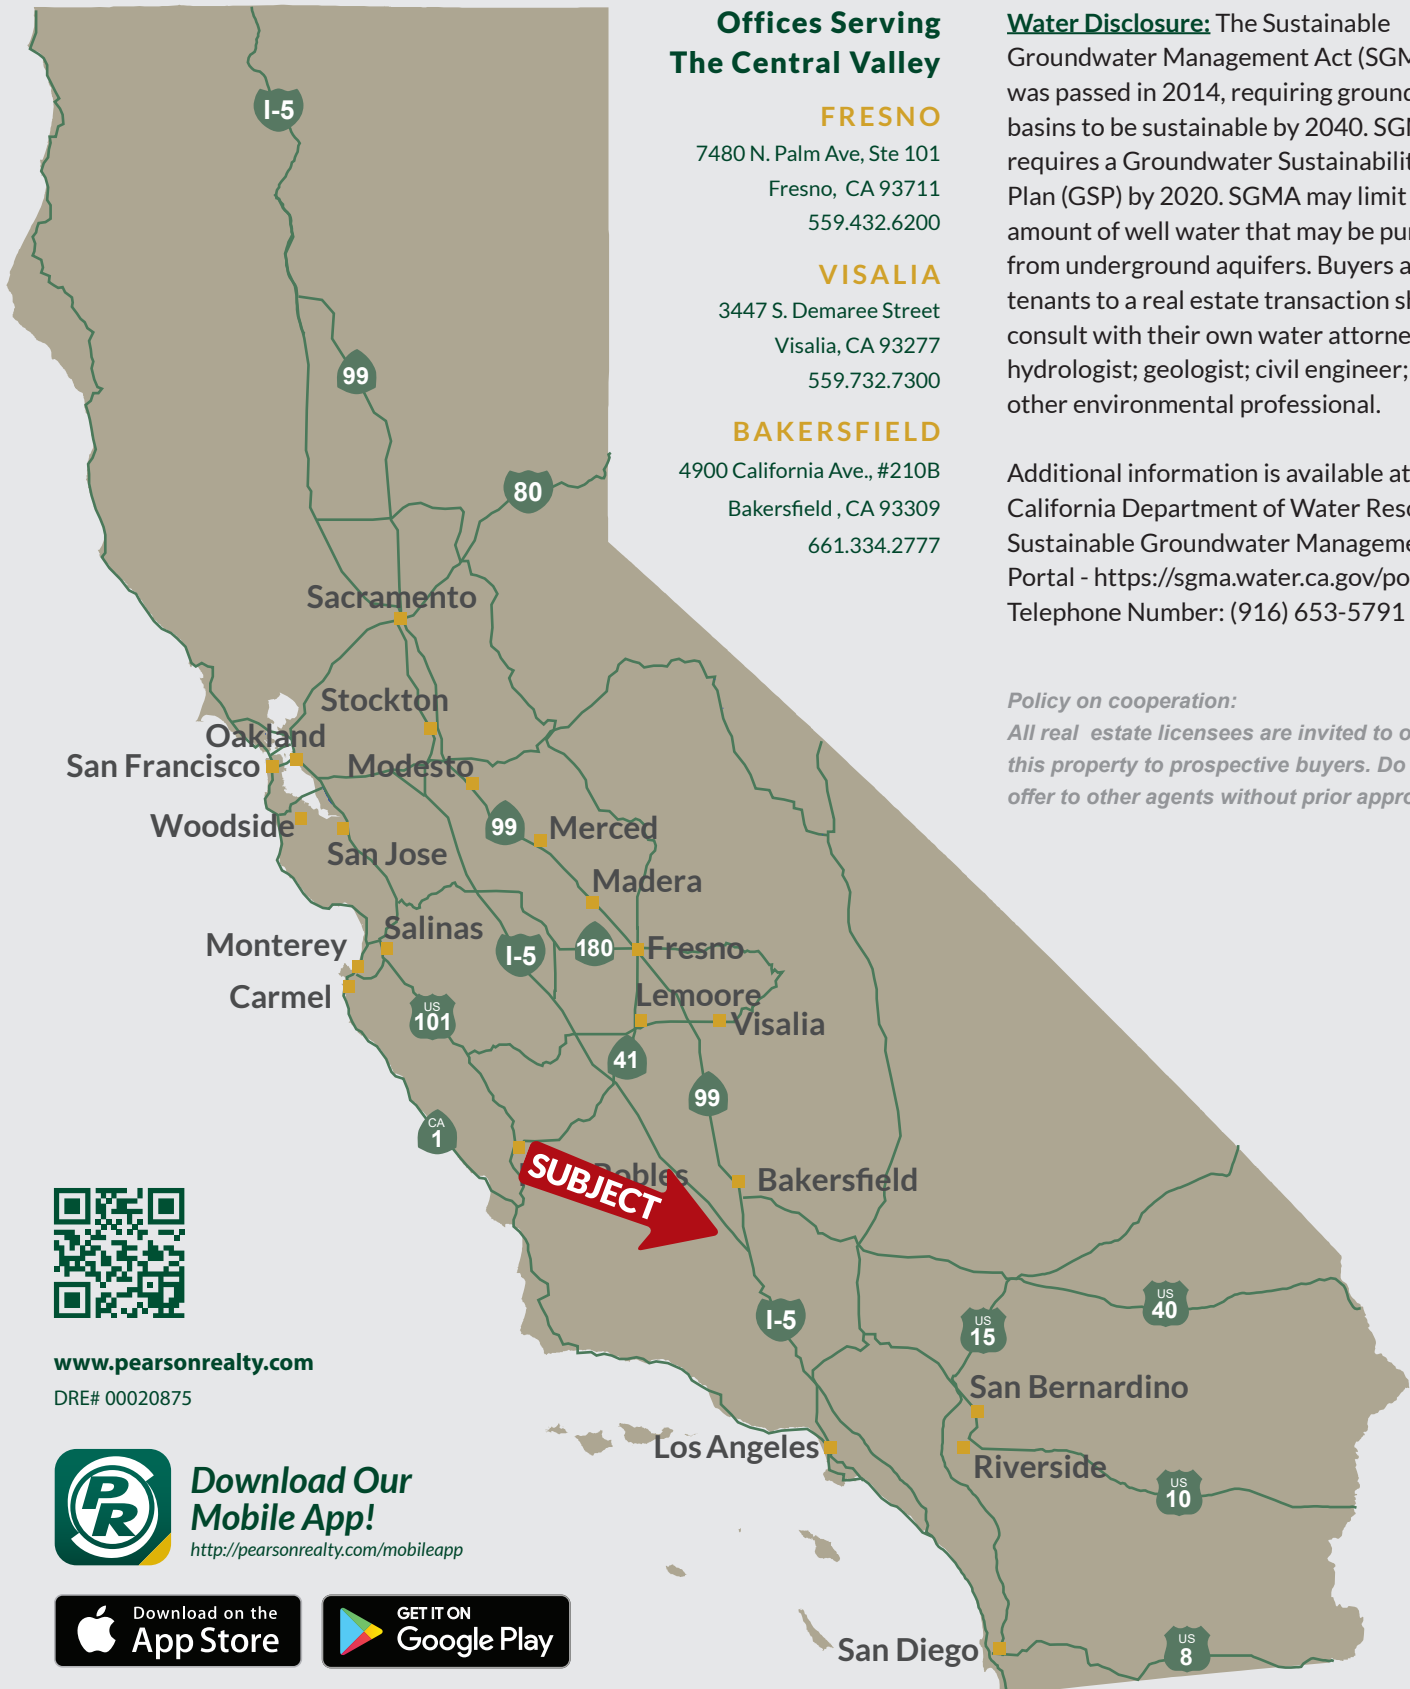 Offices Serving
The Central Valley
FRESNO
7480 N. Palm Ave, Ste 101
Fresno, CA 93711
559.432.6200
VISALIA
3447 S. Demaree Street
Visalia, CA 93277
559.732.7300
BAKERSFIELD
4900 California Ave., #210B
Bakersfield , CA 93309
661.334.2777
Water Disclosure: The Sustainable
Groundwater Management Act (SGM
was passed in 2014, requiring ground
basins to be sustainable by 2040. SGM
requires a Groundwater Sustainabilit
Plan (GSP) by 2020. SGMA may limit
amount of well water that may be pu
from underground aquifers. Buyers a
tenants to a real estate transaction s
consult with their own water attorne
hydrologist; geologist; civil engineer;
other environmental professional.
Additional information is available at
California Department of Water Reso
Sustainable Groundwater Manageme
Portal - https://sgma.water.ca.gov/po
Telephone Number: (916) 653-5791
Policy on cooperation:
All real estate licensees are invited to o
this property to prospective buyers. Do
offer to other agents without prior appro
I-5
99
80
Sacramento
Stockton
Oakland
San Francisco
Modesto
Woodside
San Jose
99
Merced
Madera
Salinas
Monterey
I-5
180
Fresno
Carmel
Lemoore
US
101
Visalia
41
99
CA
1
Robles
SUBJECT
Bakersfield
I-5
US
40
US
15
San Bernardino
Los Angeles
Riverside
US
10
San Diego
US
8
www.pearsonrealty.com
DRE# 00020875
PR
Download Our
Mobile App!
http://pearsonrealty.com/mobileapp
Download on the
App Store
GET IT ON
Google Play